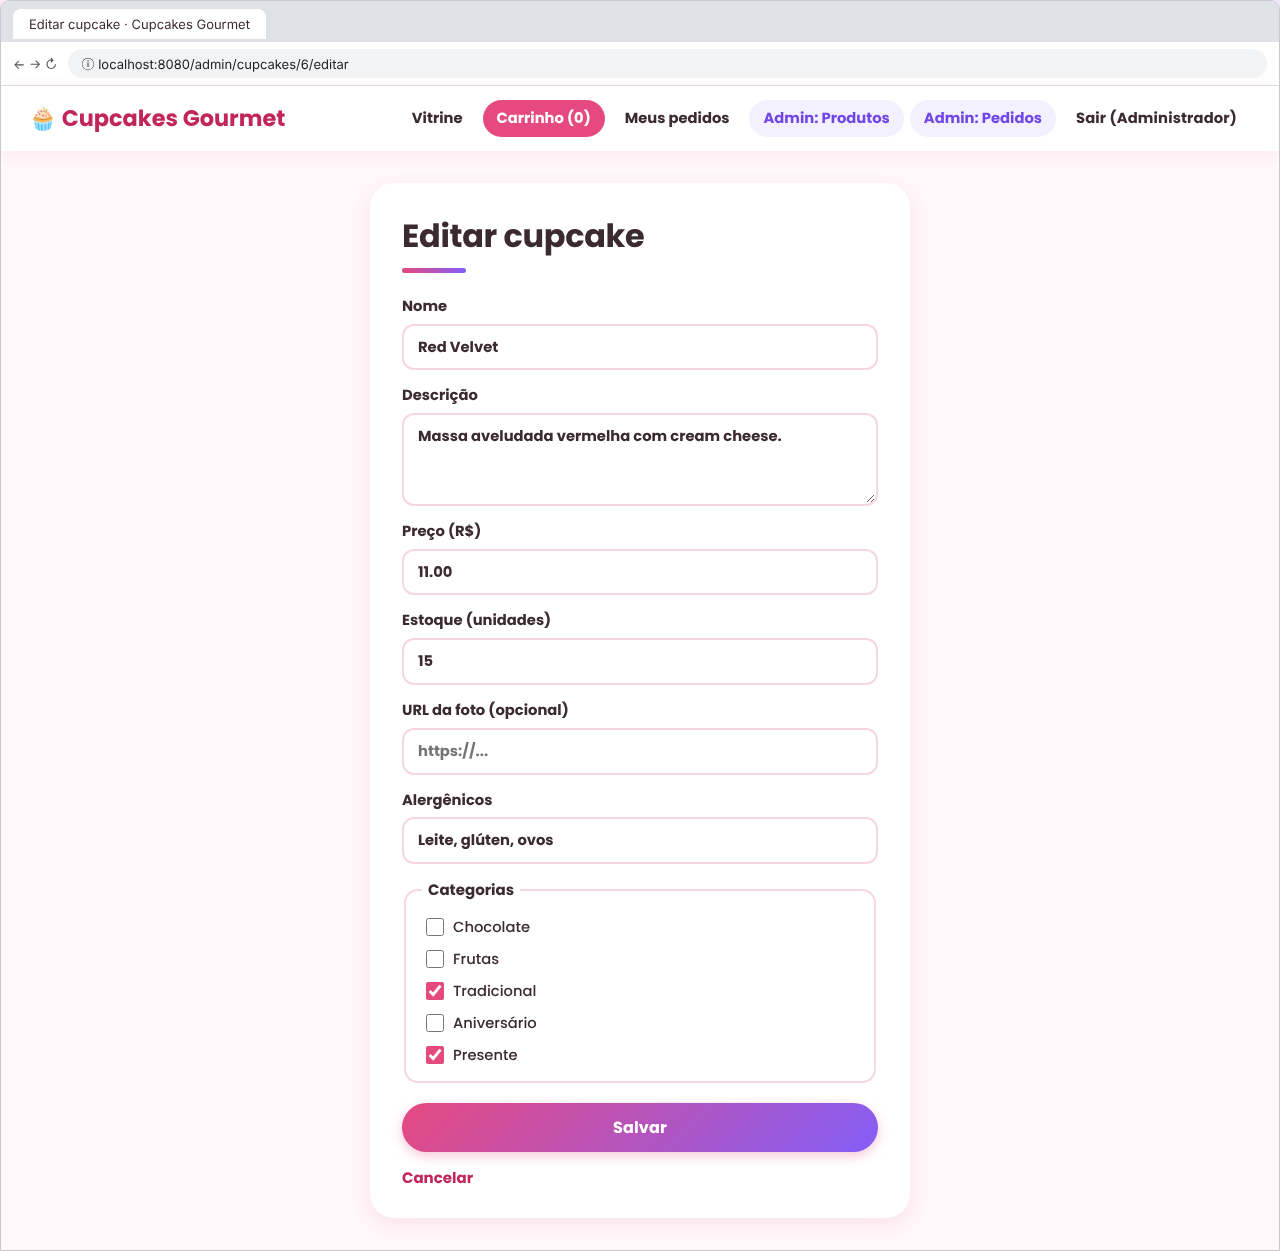 Editar cupcake · Cupcakes Gourmet
localhost:8080/admin/cupcakes/6/editar
Cupcakes Gourmet
Vitrine
Carrinho (0)
Meus pedidos
Admin: Produtos
Admin: Pedidos
Sair (Administrador)
Editar cupcake
Nome
Red Velvet
Descrição
Massa aveludada vermelha com cream cheese.
Preço (R$)
11.00
Estoque (unidades)
15
URL da foto (opcional)
https://...
Alergênicos
Leite, glúten, ovos
Categorias
Chocolate
Frutas
Tradicional
Aniversário
Presente
Salvar
Cancelar